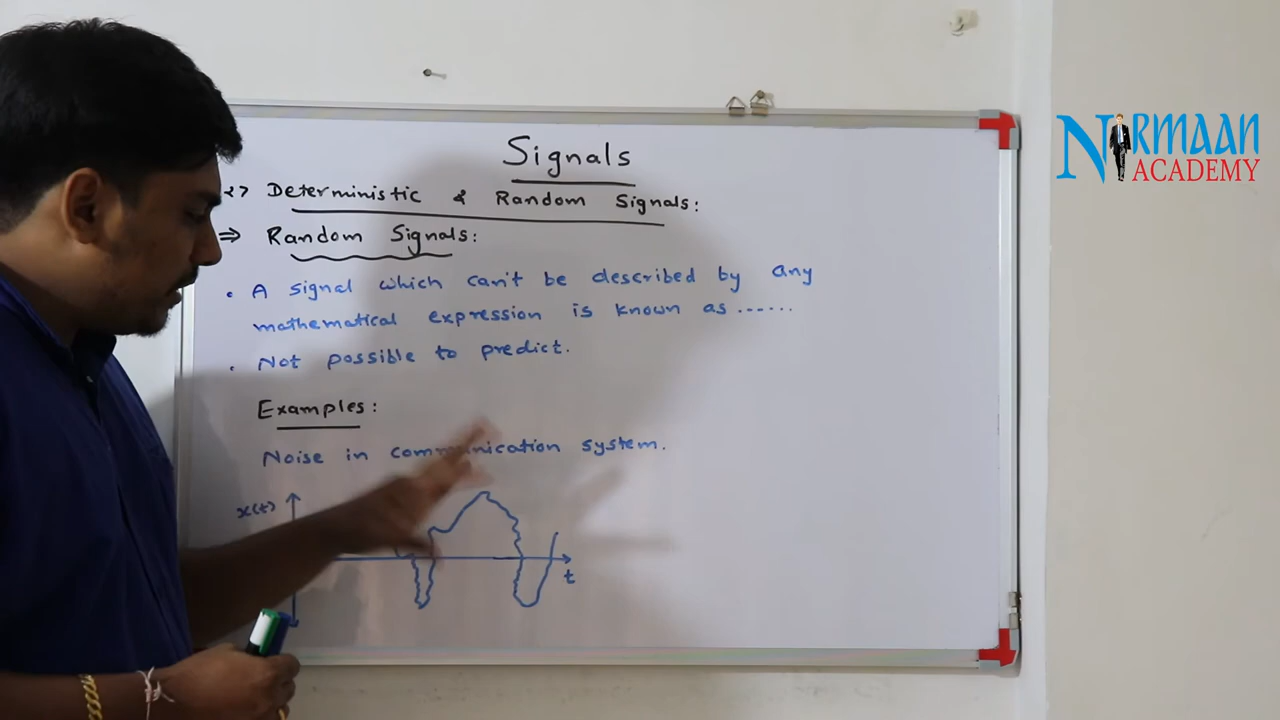 Signals
2> Deterministic & Random Signals:
⇒ Random Signals:
• A signal which can't be described by any
mathematical expression is known as ......
• Not possible to predict.
Examples:
Noise in communication system.
x(t)
t
NIRMAAN
ACADEMY